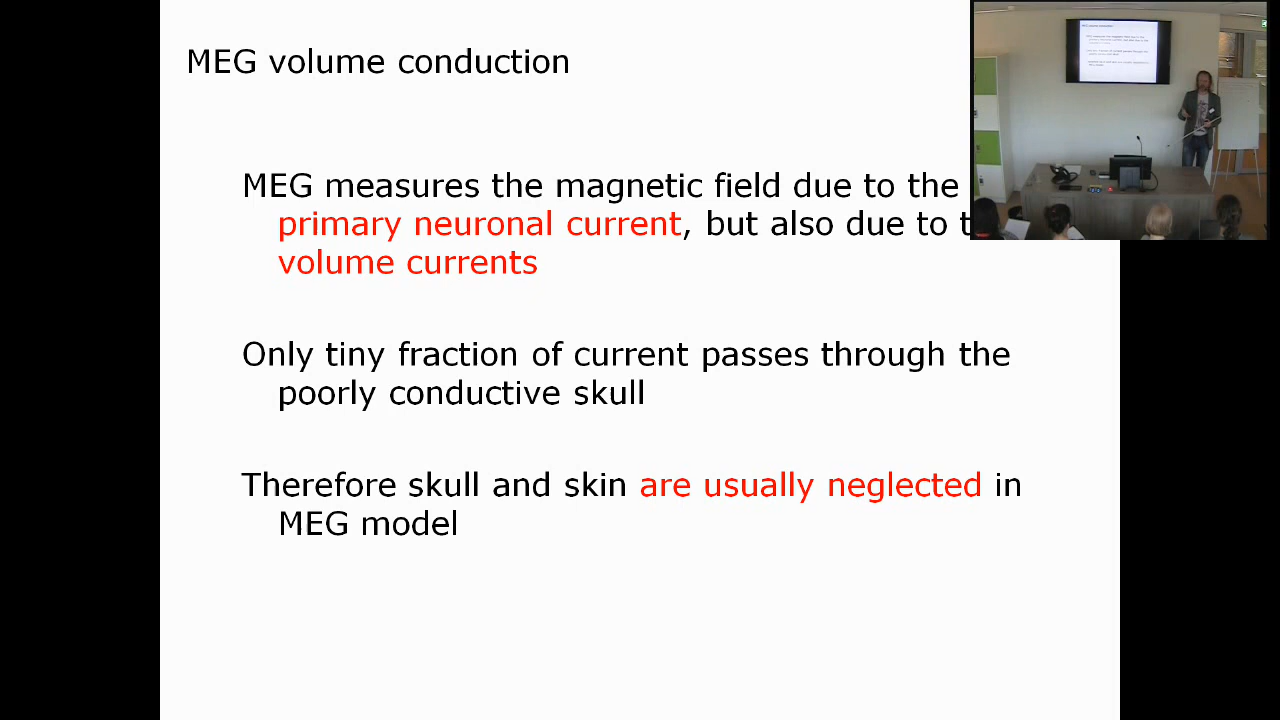 MEG volume conduction
MEG measures the magnetic field due to the
primary neuronal current, but also due to t
volume currents
Only tiny fraction of current passes through the
poorly conductive skull
Therefore skull and skin are usually neglected in
MEG model